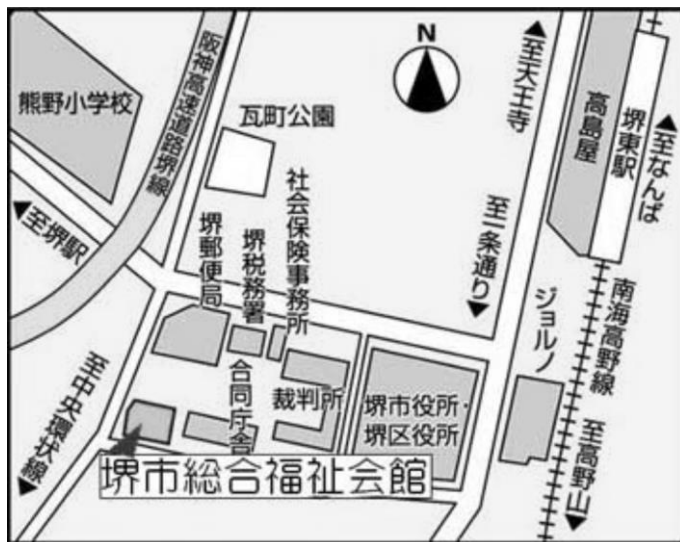 熊野小学校
阪神高速道路堺線
瓦町公園
N
至天王寺
高島屋
堺東駅
至なんば
至堺駅
堺郵便局
堺税務署
社会保険事務所
至一条通り
ジョルノ
南海高野線
至高野山
至中央環状線
合同庁舎
裁判所
堺市役所・
堺区役所
堺市総合福祉会館